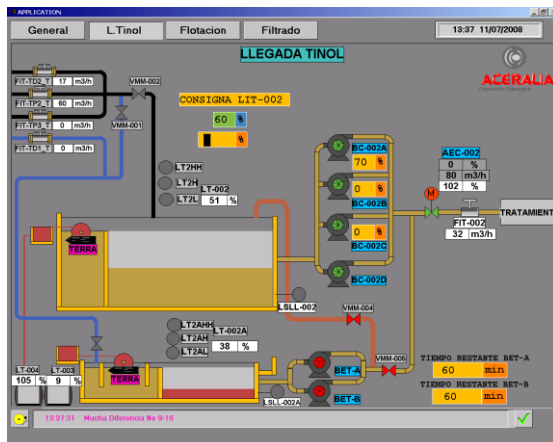 APPLICATION
General L.Tinol Flotacion Filtrado 13:37 11/07/2008
LLEGADA TINOL
ACERALIA
FIT-TD2_T 17 m3/h
VMM-002
FIT-TP2_T 60 m3/h
FIT-TP3_T 0 m3/h
VMM-001
FIT-TD1_T 0 m3/h
CONSIGNA LIT-002
60 %
%
BC-002A
70 %
BC-002B
0 %
BC-002C
0 %
BC-002D
AEC-002
0 %
80 m3/h
102 %
M
FIT-002
32 m3/h
TRATAMIENT
LT2HH
LT2H
LT2L
LT-002
51 %
TERRA
LSLL-002
VMM-004
LT2AHH
LT2AH
LT2AL
LT-002A
38 %
VMM-006
LT-004
105 %
LT-003
9 %
TERRA
LSLL-002A
BET-A
BET-B
TIEMPO RESTANTE BET-A
60 min
TIEMPO RESTANTE BET-B
60 min
13:37:31 Mucha Diferencia No 9-10